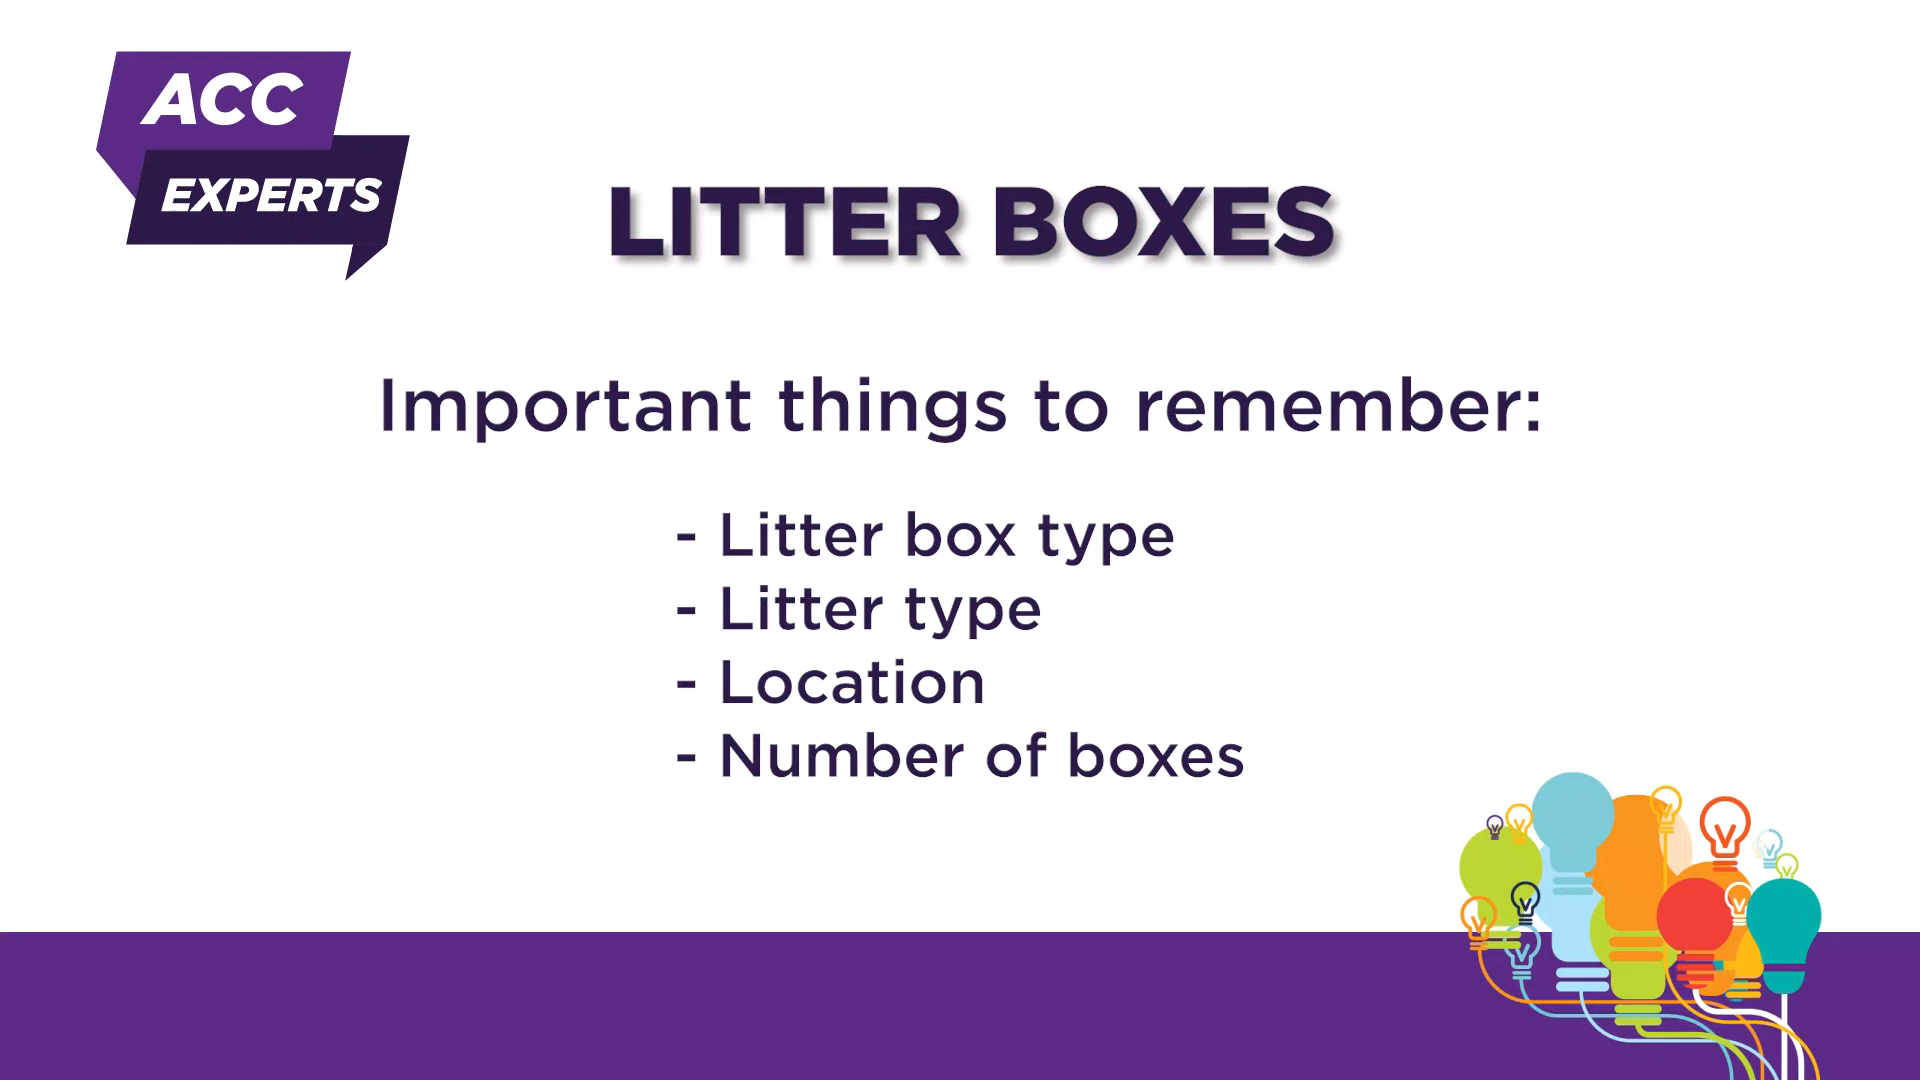 ACC
EXPERTS
LITTER BOXES
Important things to remember:
- Litter box type
- Litter type
- Location
- Number of boxes